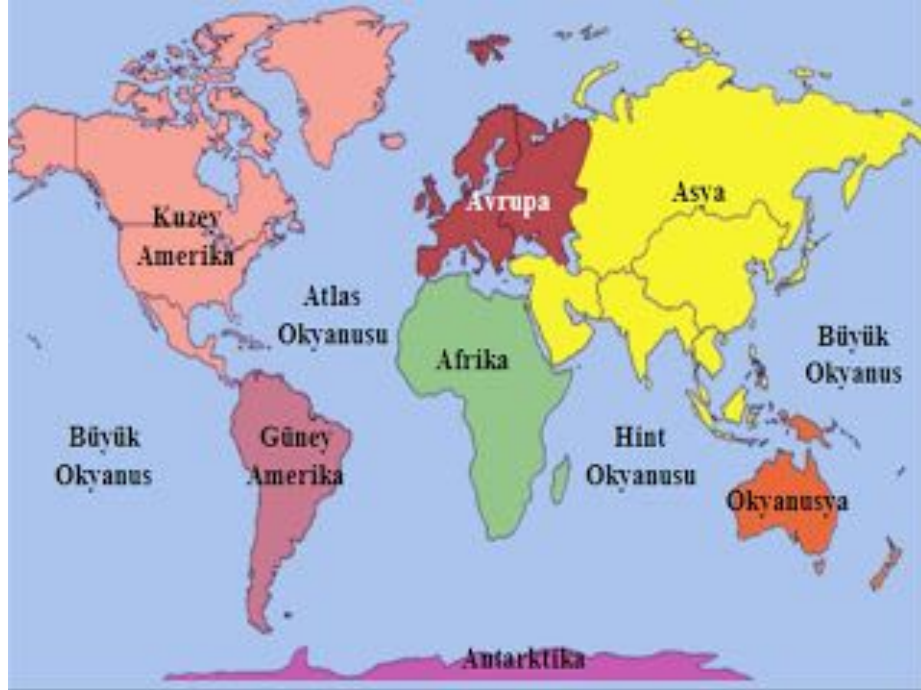 Avrupa
Asya
Kuzey
Amerika
Atlas
Okyanusu
Afrika
Büyük
Okyanus
Büyük
Okyanus
Güney
Amerika
Hint
Okyanusu
Okyanusya
Antarktika